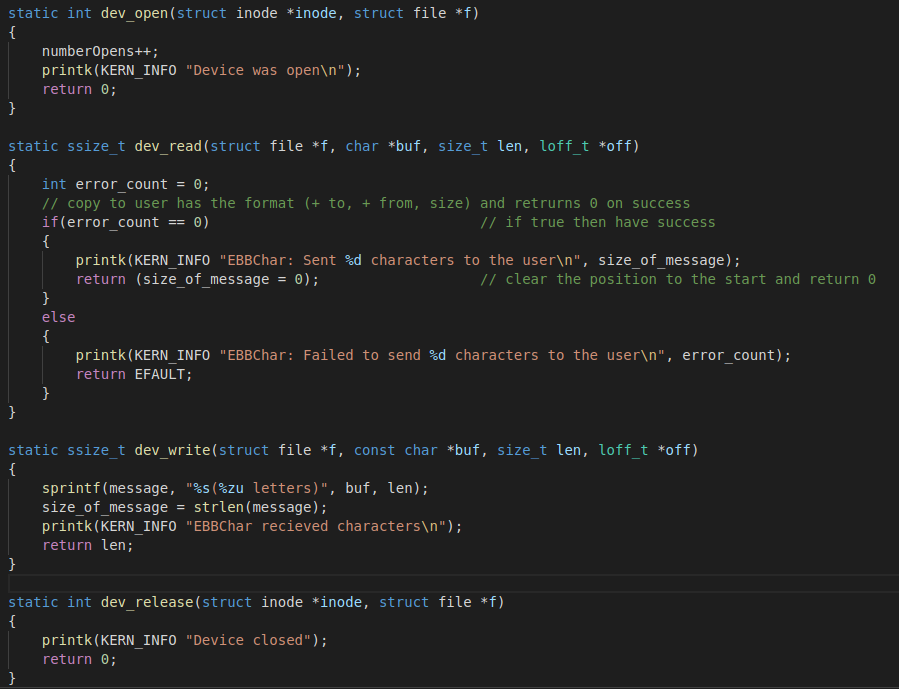 static int dev_open(struct inode *inode, struct file *f)
{
    numberOpens++;
    printk(KERN_INFO "Device was open\n");
    return 0;
}

static ssize_t dev_read(struct file *f, char *buf, size_t len, loff_t *off)
{
    int error_count = 0;
    // copy to user has the format (+ to, + from, size) and retrurns 0 on success
    if(error_count == 0)                                // if true then have success
    {
        printk(KERN_INFO "EBBChar: Sent %d characters to the user\n", size_of_message);
        return (size_of_message = 0);                   // clear the position to the start and return 0
    }
    else
    {
        printk(KERN_INFO "EBBChar: Failed to send %d characters to the user\n", error_count);
        return EFAULT;
    }
}

static ssize_t dev_write(struct file *f, const char *buf, size_t len, loff_t *off)
{
    sprintf(message, "%s(%zu letters)", buf, len);
    size_of_message = strlen(message);
    printk(KERN_INFO "EBBChar recieved characters\n");
    return len;
}

static int dev_release(struct inode *inode, struct file *f)
{
    printk(KERN_INFO "Device closed");
    return 0;
}